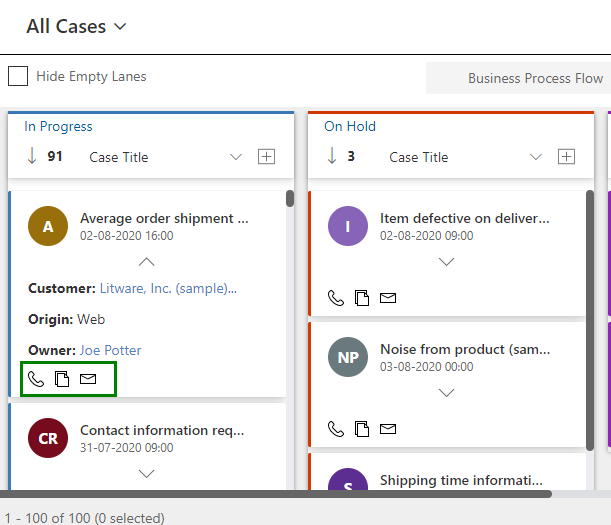 All Cases
Hide Empty Lanes
Business Process Flow
In Progress
91 Case Title
A
Average order shipment ...
02-08-2020 16:00
Customer: Litware, Inc. (sample)...
Origin: Web
Owner: Joe Potter
CR
Contact information req...
31-07-2020 09:00
On Hold
3 Case Title
I
Item defective on deliver...
02-08-2020 09:00
NP
Noise from product (sam...
03-08-2020 00:00
S
Shipping time informati...
1 - 100 of 100 (0 selected)